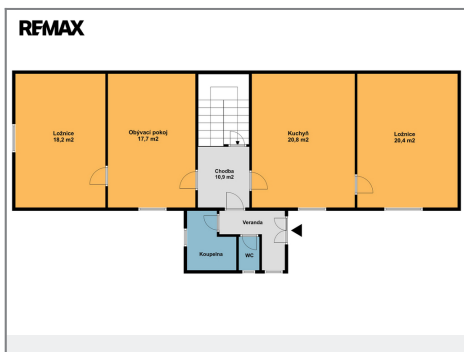 RE/MAX
Ložnice
18,2 m2
Obývací pokoj
17,7 m2
Chodba
10,9 m2
Kuchyň
20,8 m2
Ložnice
20,4 m2
Veranda
Koupelna
WC